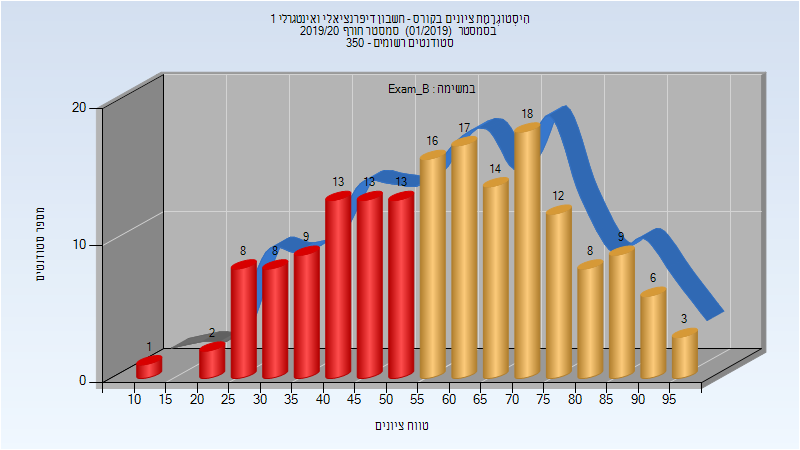 הִיסְטוֹגְרָמַת ציונים בקורס - חשבון דיפרנציאלי ואינטגרלי 1
בסמסטר (01/2019) סמסטר חורף 2019/20
סטודנטים רשומים - 350
במשימה : Exam_B
מספר סטודנטים
20
10
0
1
2
8
8
9
13
13
13
16
17
14
18
12
8
9
6
3
10 15 20 25 30 35 40 45 50 55 60 65 70 75 80 85 90 95
טווח ציונים